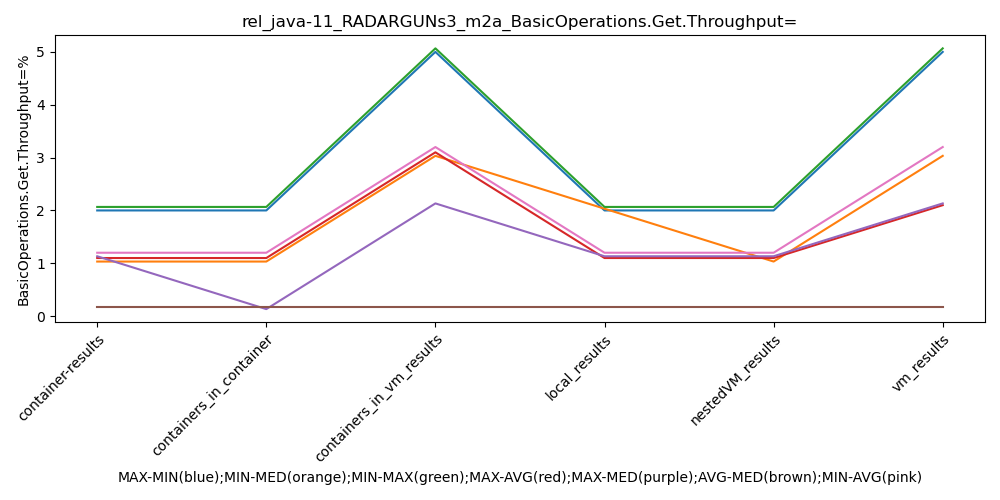 rel_java-11_RADARGUNs3_m2a_BasicOperations.Get.Throughput=
BasicOperations.Get.Throughput=%
5
4
3
2
1
0
container-results
containers_in_container
containers_in_vm_results
local_results
nestedVM_results
vm_results
MAX-MIN(blue);MIN-MED(orange);MIN-MAX(green);MAX-AVG(red);MAX-MED(purple);AVG-MED(brown);MIN-AVG(pink)